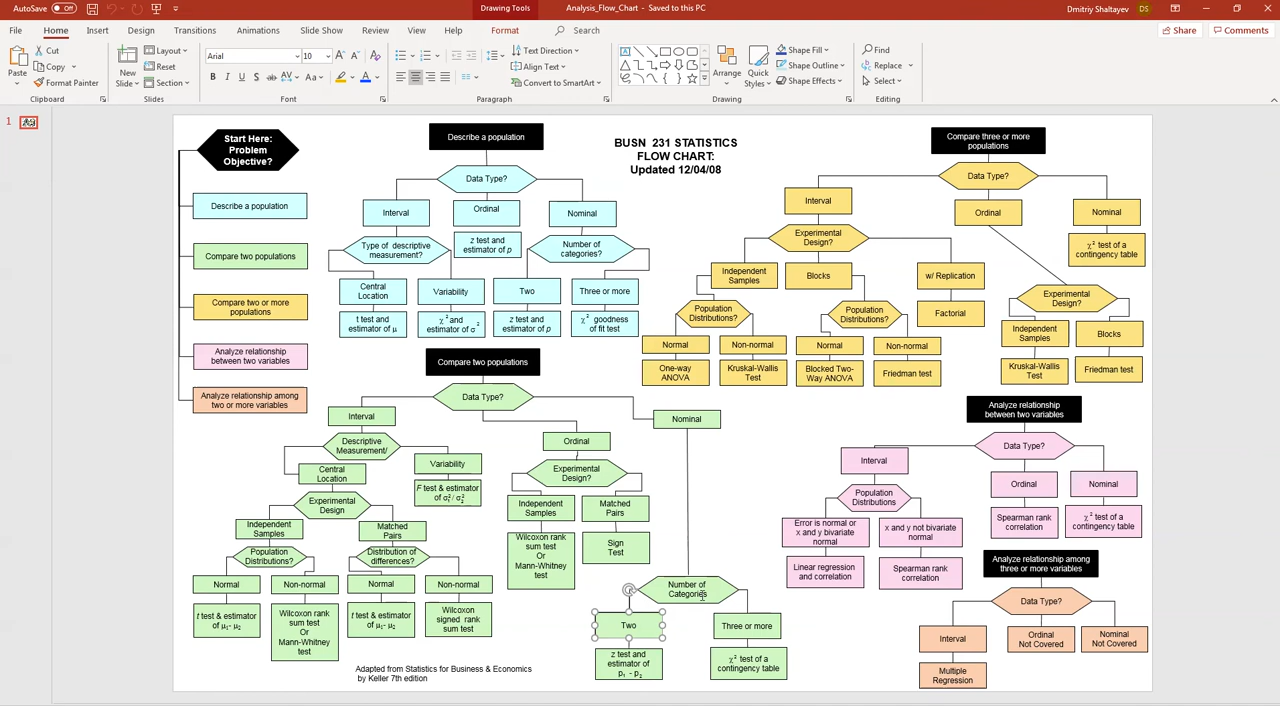 AutoSave Off
Drawing Tools
Analysis_Flow_Chart - Saved to this PC
Dmitriy Shaltayev DS
File Home Insert Design Transitions Animations Slide Show Review View Help Format Search
Share Comments
Paste
Cut
Copy
Format Painter
Clipboard
New
Slide
Layout
Reset
Section
Slides
Arial 10
Font
Text Direction
Align Text
Convert to SmartArt
Paragraph
Arrange
Quick
Styles
Shape Fill
Shape Outline
Shape Effects
Drawing
Find
Replace
Select
Editing
1
Start Here:
Problem
Objective?
Describe a population
Compare two populations
Compare two or more
populations
Analyze relationship
between two variables
Analyze relationship among
two or more variables
BUSN 231 STATISTICS
FLOW CHART:
Updated 12/04/08
Describe a population
Data Type?
Interval
Ordinal
Nominal
Type of descriptive
measurement?
z test and
estimator of p
Number of
categories?
Central
Location
Variability
Two
Three or more
t test and
estimator of μ
χ² and
estimator of σ²
z test and
estimator of p
χ² goodness
of fit test
Compare two populations
Data Type?
Interval
Ordinal
Nominal
Descriptive
Measurement/
Central
Location
Variability
F test & estimator
of σ₁²/ σ₂²
Experimental
Design
Independent
Samples
Matched
Pairs
Population
Distributions?
Distribution of
differences?
Normal
Non-normal
Normal
Non-normal
t test & estimator
of μ₁- μ₂
Wilcoxon rank
sum test
Or
Mann-Whitney
test
t test & estimator
of μ₁- μ₂
Wilcoxon
signed rank
sum test
Experimental
Design?
Independent
Samples
Matched
Pairs
Wilcoxon rank
sum test
Or
Mann-Whitney
test
Sign
Test
Number of
Categories
Two
Three or more
z test and
estimator of
p₁ - p₂
χ² test of a
contingency table
Adapted from Statistics for Business & Economics
by Keller 7th edition
Compare three or more
populations
Data Type?
Interval
Ordinal
Nominal
χ² test of a
contingency table
Experimental
Design?
Independent
Samples
Blocks
w/ Replication
Population
Distributions?
Population
Distributions?
Factorial
Normal
Non-normal
Normal
Non-normal
One-way
ANOVA
Kruskal-Wallis
Test
Blocked Two-
Way ANOVA
Friedman test
Experimental
Design?
Independent
Samples
Blocks
Kruskal-Wallis
Test
Friedman test
Analyze relationship
between two variables
Data Type?
Interval
Ordinal
Nominal
Population
Distributions
Spearman rank
correlation
χ² test of a
contingency table
Error is normal or
x and y bivariate
normal
x and y not bivariate
normal
Linear regression
and correlation
Spearman rank
correlation
Analyze relationship among
three or more variables
Data Type?
Interval
Ordinal
Not Covered
Nominal
Not Covered
Multiple
Regression